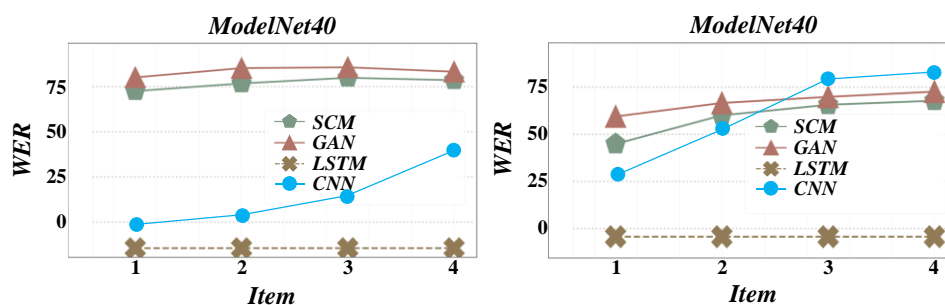 ModelNet40
WER
75
50
25
0
SCM
GAN
LSTM
CNN
1 2 3 4
Item
ModelNet40
WER
75
50
25
0
SCM
GAN
LSTM
CNN
1 2 3 4
Item